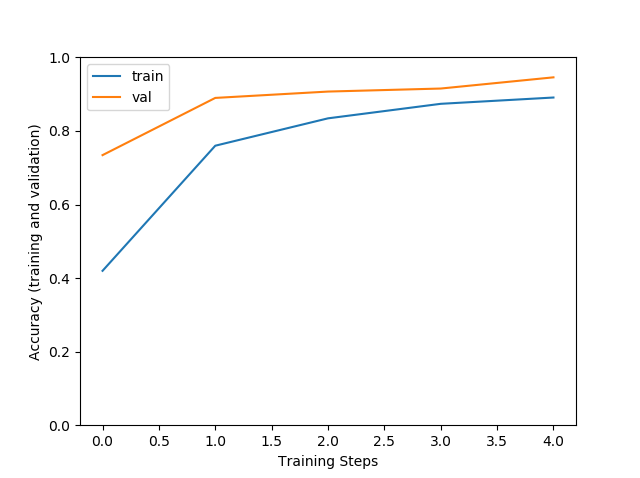 train
val
1.0
0.8
0.6
0.4
0.2
0.0
Accuracy (training and validation)
0.0 0.5 1.0 1.5 2.0 2.5 3.0 3.5 4.0
Training Steps